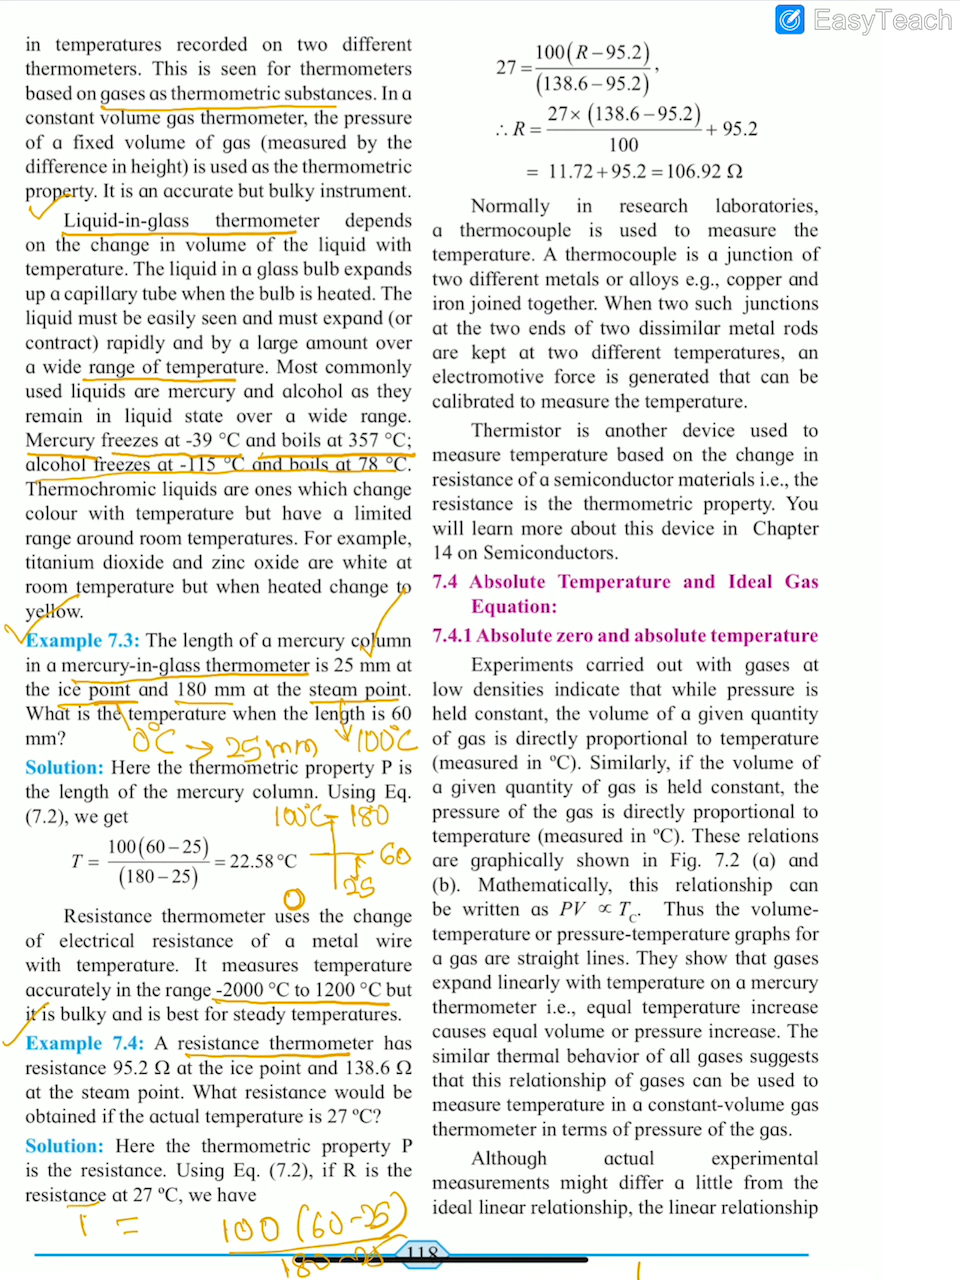 EasyTeach
in temperatures recorded on two different
thermometers. This is seen for thermometers
based on gases as thermometric substances. In a
constant volume gas thermometer, the pressure
of a fixed volume of gas (measured by the
difference in height) is used as the thermometric
property. It is an accurate but bulky instrument.
Liquid-in-glass thermometer depends
on the change in volume of the liquid with
temperature. The liquid in a glass bulb expands
up a capillary tube when the bulb is heated. The
liquid must be easily seen and must expand (or
contract) rapidly and by a large amount over
a wide range of temperature. Most commonly
used liquids are mercury and alcohol as they
remain in liquid state over a wide range.
Mercury freezes at -39 °C and boils at 357 °C;
alcohol freezes at -115 °C and boils at 78 °C.
Thermochromic liquids are ones which change
colour with temperature but have a limited
range around room temperatures. For example,
titanium dioxide and zinc oxide are white at
room temperature but when heated change to
yellow.
Example 7.3: The length of a mercury column
in a mercury-in-glass thermometer is 25 mm at
the ice point and 180 mm at the steam point.
What is the temperature when the length is 60
mm?
0°C → 25 mm 100°C
Solution: Here the thermometric property P is
the length of the mercury column. Using Eq.
(7.2), we get
100°C 180
T = 100(60 – 25) / (180 – 25) = 22.58 °C
60
25
0
Resistance thermometer uses the change
of electrical resistance of a metal wire
with temperature. It measures temperature
accurately in the range -2000 °C to 1200 °C but
it is bulky and is best for steady temperatures.
Example 7.4: A resistance thermometer has
resistance 95.2 Ω at the ice point and 138.6 Ω
at the steam point. What resistance would be
obtained if the actual temperature is 27 °C?
Solution: Here the thermometric property P
is the resistance. Using Eq. (7.2), if R is the
resistance at 27 °C, we have
T = 100 (60-25)
180-25
27 = 100(R – 95.2) / (138.6 – 95.2),
∴ R = 27× (138.6 – 95.2) / 100 + 95.2
= 11.72 + 95.2 = 106.92 Ω
Normally in research laboratories,
a thermocouple is used to measure the
temperature. A thermocouple is a junction of
two different metals or alloys e.g., copper and
iron joined together. When two such junctions
at the two ends of two dissimilar metal rods
are kept at two different temperatures, an
electromotive force is generated that can be
calibrated to measure the temperature.
Thermistor is another device used to
measure temperature based on the change in
resistance of a semiconductor materials i.e., the
resistance is the thermometric property. You
will learn more about this device in Chapter
14 on Semiconductors.
7.4 Absolute Temperature and Ideal Gas
Equation:
7.4.1 Absolute zero and absolute temperature
Experiments carried out with gases at
low densities indicate that while pressure is
held constant, the volume of a given quantity
of gas is directly proportional to temperature
(measured in °C). Similarly, if the volume of
a given quantity of gas is held constant, the
pressure of the gas is directly proportional to
temperature (measured in °C). These relations
are graphically shown in Fig. 7.2 (a) and
(b). Mathematically, this relationship can
be written as PV ∝ T_C. Thus the volume-
temperature or pressure-temperature graphs for
a gas are straight lines. They show that gases
expand linearly with temperature on a mercury
thermometer i.e., equal temperature increase
causes equal volume or pressure increase. The
similar thermal behavior of all gases suggests
that this relationship of gases can be used to
measure temperature in a constant-volume gas
thermometer in terms of pressure of the gas.
Although actual experimental
measurements might differ a little from the
ideal linear relationship, the linear relationship
118